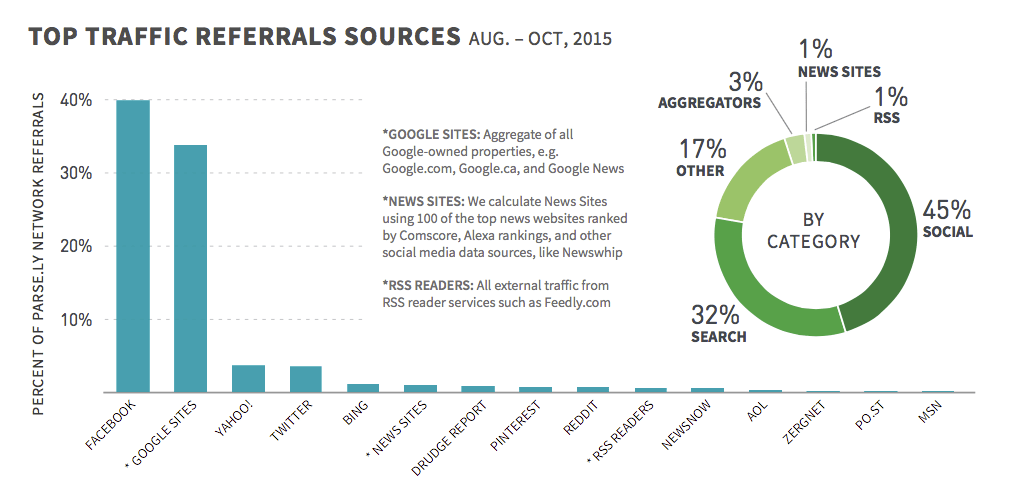 TOP TRAFFIC REFERRALS SOURCES AUG. – OCT, 2015
PERCENT OF PARSE.LY NETWORK REFERRALS
40%
30%
20%
10%
FACEBOOK
* GOOGLE SITES
YAHOO!
TWITTER
BING
* NEWS SITES
DRUDGE REPORT
PINTEREST
REDDIT
* RSS READERS
NEWSNOW
AOL
ZERGNET
PO.ST
MSN
*GOOGLE SITES: Aggregate of all
Google-owned properties, e.g.
Google.com, Google.ca, and Google News
*NEWS SITES: We calculate News Sites
using 100 of the top news websites ranked
by Comscore, Alexa rankings, and other
social media data sources, like Newswhip
*RSS READERS: All external traffic from
RSS reader services such as Feedly.com
1%
NEWS SITES
3%
AGGREGATORS
1%
RSS
17%
OTHER
45%
SOCIAL
BY
CATEGORY
32%
SEARCH